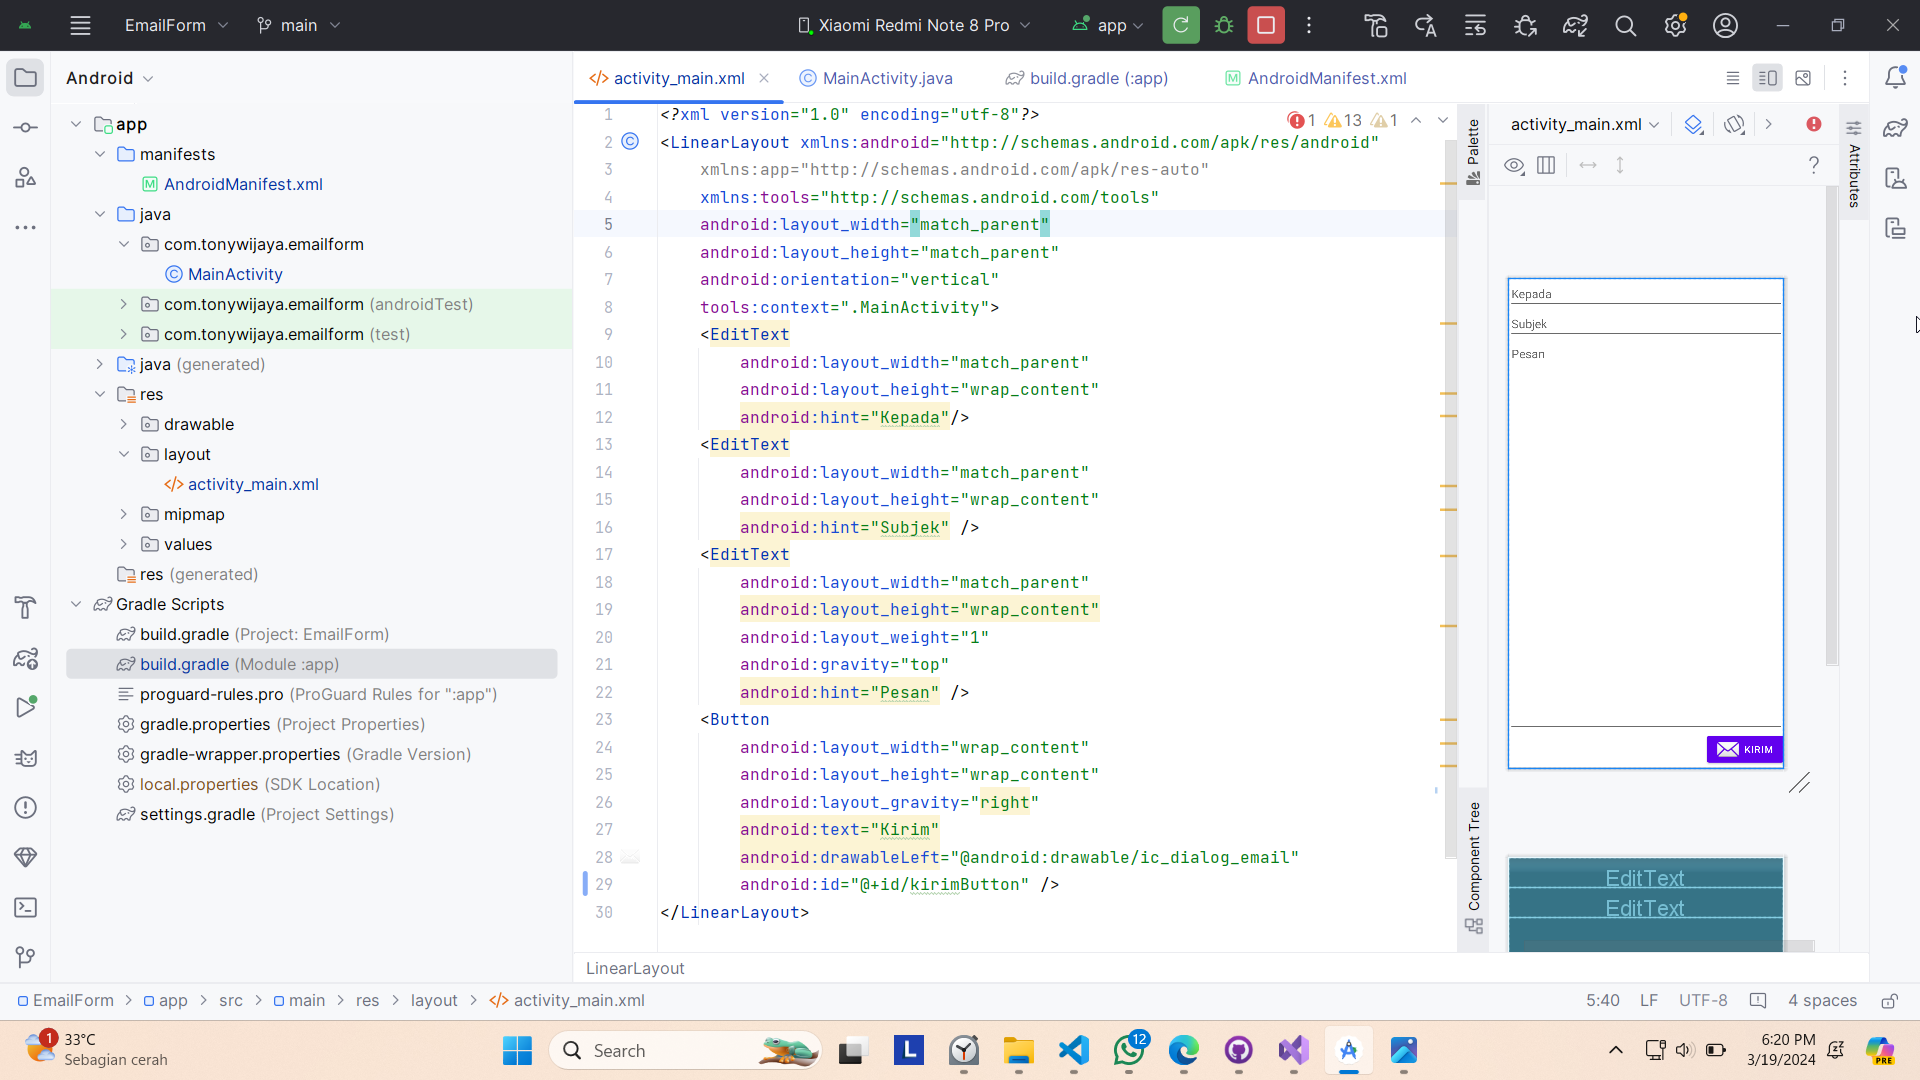 EmailForm
main
Xiaomi Redmi Note 8 Pro
app
Android
app
manifests
AndroidManifest.xml
java
com.tonywijaya.emailform
MainActivity
com.tonywijaya.emailform (androidTest)
com.tonywijaya.emailform (test)
java (generated)
res
drawable
layout
activity_main.xml
mipmap
values
res (generated)
Gradle Scripts
build.gradle (Project: EmailForm)
build.gradle (Module :app)
proguard-rules.pro (ProGuard Rules for ":app")
gradle.properties (Project Properties)
gradle-wrapper.properties (Gradle Version)
local.properties (SDK Location)
settings.gradle (Project Settings)
activity_main.xml
MainActivity.java
build.gradle (:app)
AndroidManifest.xml
1 13 1
1 <?xml version="1.0" encoding="utf-8"?>
2 <LinearLayout xmlns:android="http://schemas.android.com/apk/res/android"
3 xmlns:app="http://schemas.android.com/apk/res-auto"
4 xmlns:tools="http://schemas.android.com/tools"
5 android:layout_width="match_parent"
6 android:layout_height="match_parent"
7 android:orientation="vertical"
8 tools:context=".MainActivity">
9 <EditText
10 android:layout_width="match_parent"
11 android:layout_height="wrap_content"
12 android:hint="Kepada"/>
13 <EditText
14 android:layout_width="match_parent"
15 android:layout_height="wrap_content"
16 android:hint="Subjek" />
17 <EditText
18 android:layout_width="match_parent"
19 android:layout_height="wrap_content"
20 android:layout_weight="1"
21 android:gravity="top"
22 android:hint="Pesan" />
23 <Button
24 android:layout_width="wrap_content"
25 android:layout_height="wrap_content"
26 android:layout_gravity="right"
27 android:text="Kirim"
28 android:drawableLeft="@android:drawable/ic_dialog_email"
29 android:id="@+id/kirimButton" />
30 </LinearLayout>
LinearLayout
Palette
Component Tree
activity_main.xml
?
Attributes
Kepada
Subjek
Pesan
KIRIM
EditText
EditText
EmailForm > app > src > main > res > layout > activity_main.xml
5:40 LF UTF-8 4 spaces
1
33°C
Sebagian cerah
Search
L
12
PRE
6:20 PM
3/19/2024